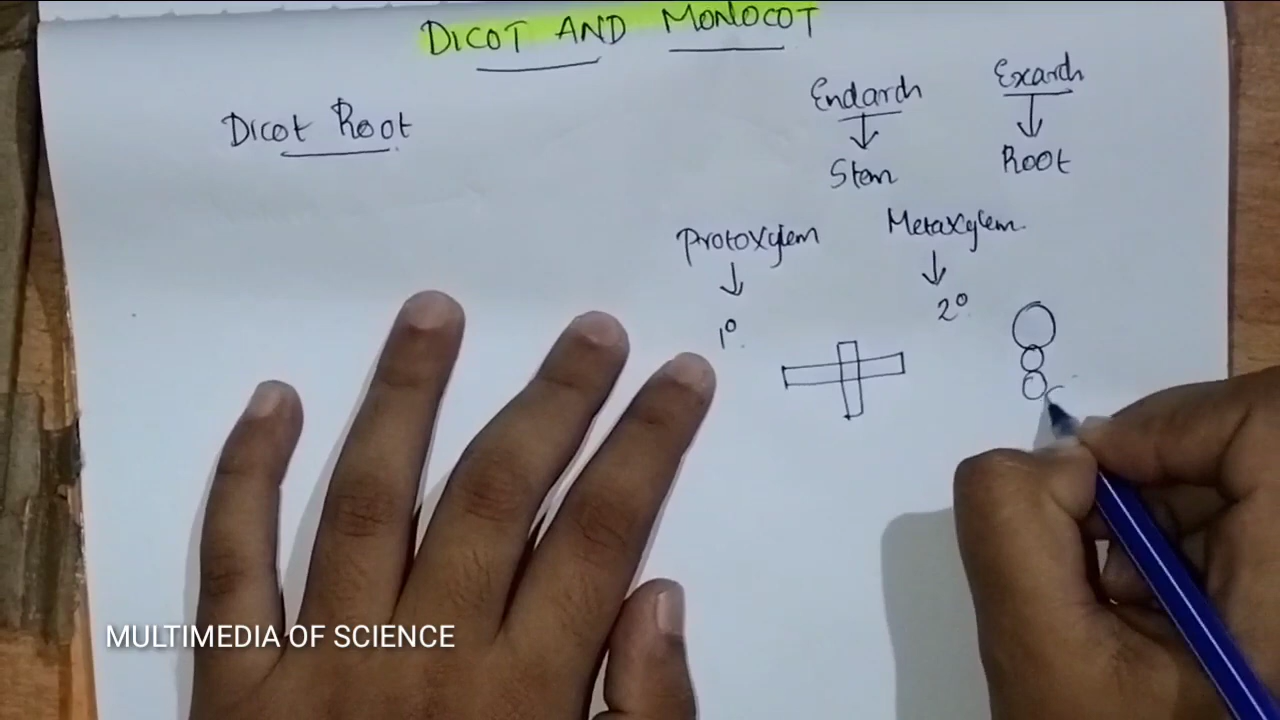 DICOT AND MONOCOT
Dicot Root
Endarch
Exarch
Stem
Root
Protoxylem
Metaxylem
1°
2°
MULTIMEDIA OF SCIENCE